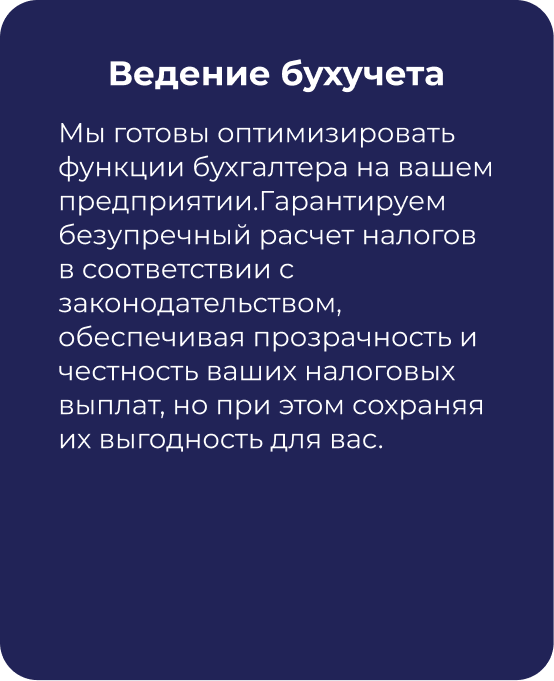 Ведение бухучета
Мы готовы оптимизировать
функции бухгалтера на вашем
предприятии.Гарантируем
безупречный расчет налогов
в соответствии с
законодательством,
обеспечивая прозрачность и
честность ваших налоговых
выплат, но при этом сохраняя
их выгодность для вас.